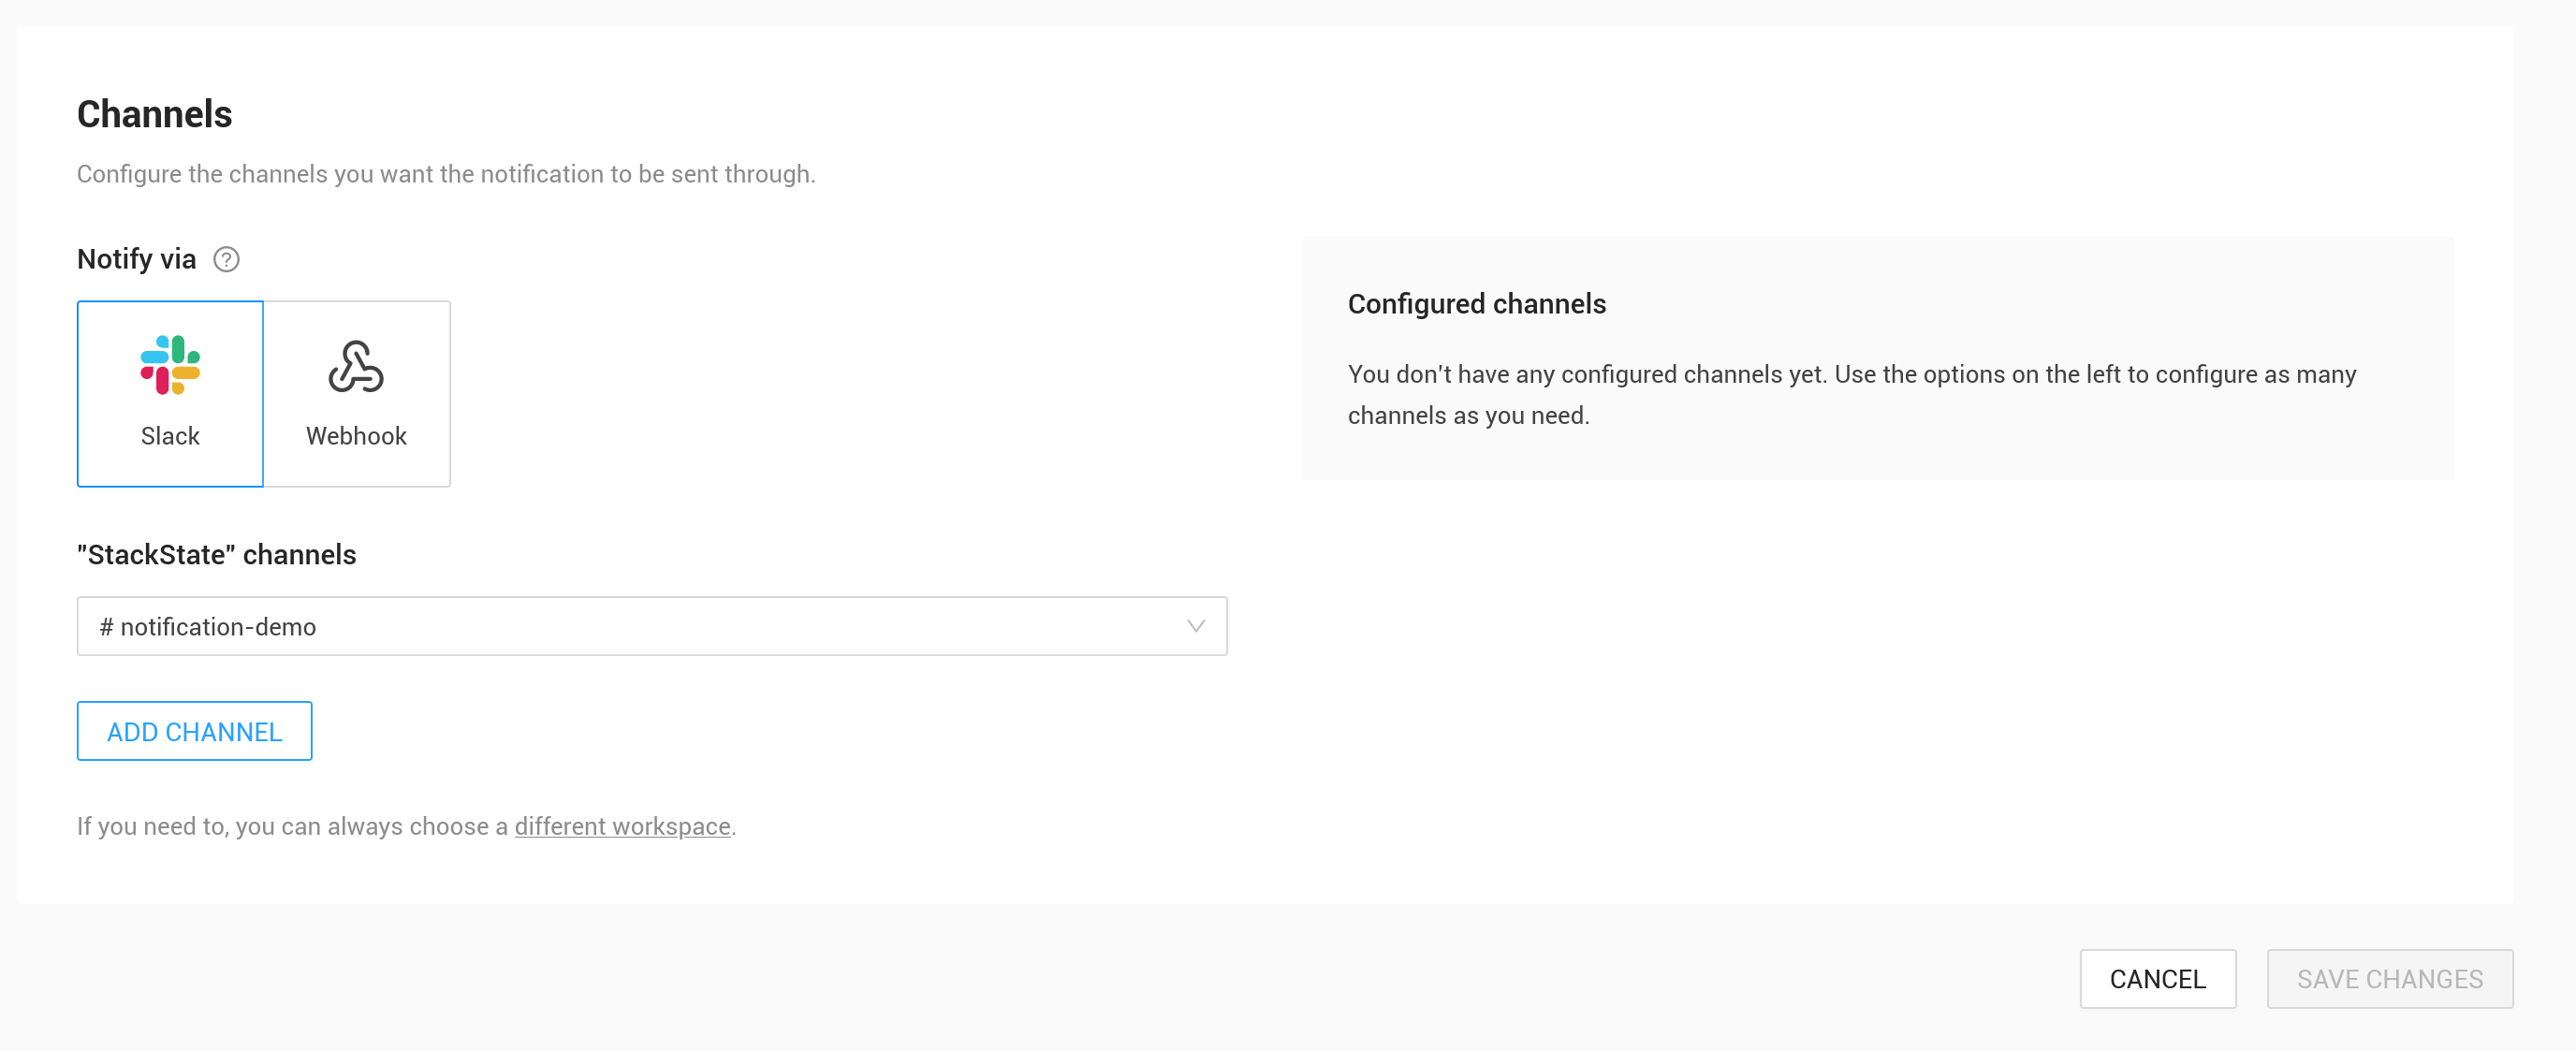 Channels
Configure the channels you want the notification to be sent through.
Notify via ?
Slack
Webhook
"StackState" channels
# notification-demo
ADD CHANNEL
If you need to, you can always choose a different workspace.
Configured channels
You don't have any configured channels yet. Use the options on the left to configure as many
channels as you need.
CANCEL
SAVE CHANGES